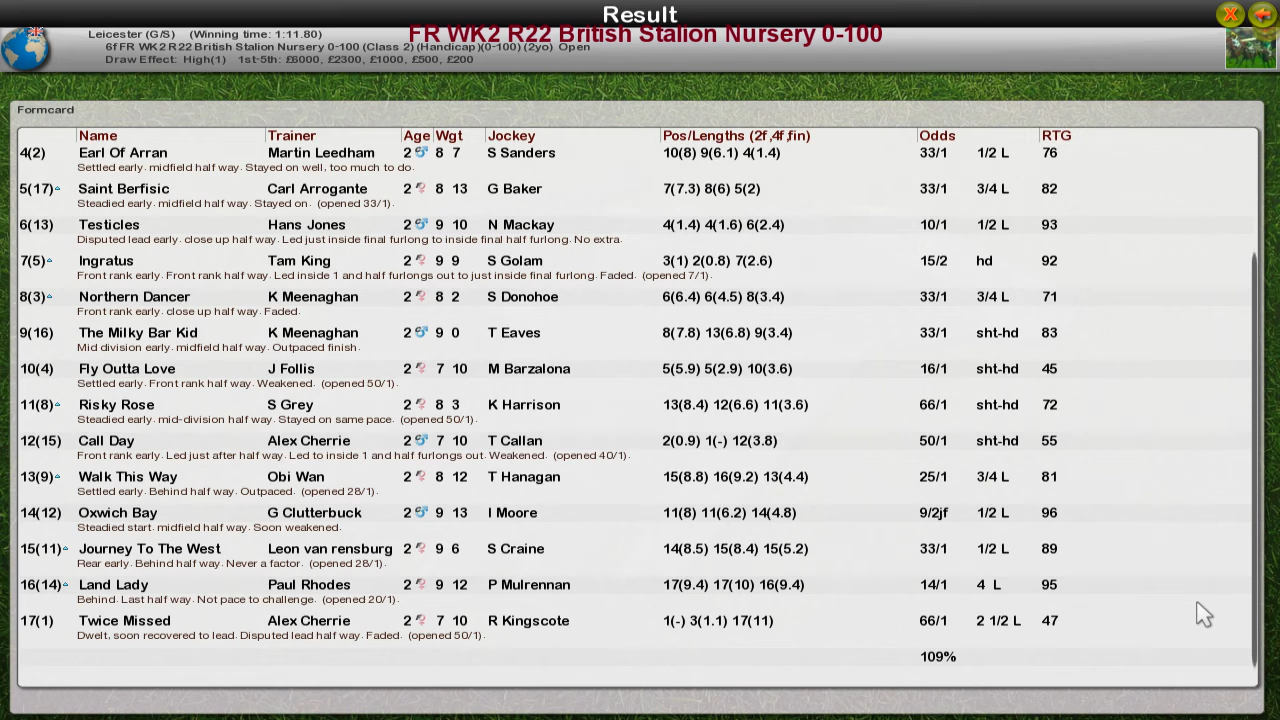 Result
FR WK2 R22 British Stalion Nursery 0-100
Leicester (G/S) (Winning time: 1:11.80)
6f FR WK2 R22 British Stalion Nursery 0-100 (Class 2) (Handicap)(0-100) (2yo) Open
Draw Effect: High(1) 1st-5th: £6000, £2300, £1000, £500, £200
Formcard
Name Trainer Age Wgt Jockey Pos/Lengths (2f,4f,fin) Odds RTG
4(2) Earl Of Arran Martin Leedham 2 8 7 S Sanders 10(8) 9(6.1) 4(1.4) 33/1 1/2 L 76
Settled early. midfield half way. Stayed on well, too much to do.
5(17) Saint Berfisic Carl Arrogante 2 8 13 G Baker 7(7.3) 8(6) 5(2) 33/1 3/4 L 82
Steadied early. midfield half way. Stayed on. (opened 33/1).
6(13) Testicles Hans Jones 2 9 10 N Mackay 4(1.4) 4(1.6) 6(2.4) 10/1 1/2 L 93
Disputed lead early. close up half way. Led just inside final furlong to inside final half furlong. No extra.
7(5) Ingratus Tam King 2 9 9 S Golam 3(1) 2(0.8) 7(2.6) 15/2 hd 92
Front rank early. Front rank half way. Led inside 1 and half furlongs out to just inside final furlong. Faded. (opened 7/1).
8(3) Northern Dancer K Meenaghan 2 8 2 S Donohoe 6(6.4) 6(4.5) 8(3.4) 33/1 3/4 L 71
Front rank early. close up half way. Faded.
9(16) The Milky Bar Kid K Meenaghan 2 9 0 T Eaves 8(7.8) 13(6.8) 9(3.4) 33/1 sht-hd 83
Mid division early. midfield half way. Outpaced finish.
10(4) Fly Outta Love J Follis 2 7 10 M Barzalona 5(5.9) 5(2.9) 10(3.6) 16/1 sht-hd 45
Settled early. Front rank half way. Weakened. (opened 50/1).
11(8) Risky Rose S Grey 2 8 3 K Harrison 13(8.4) 12(6.6) 11(3.6) 66/1 sht-hd 72
Steadied early. mid-division half way. Stayed on same pace. (opened 50/1).
12(15) Call Day Alex Cherrie 2 7 10 T Callan 2(0.9) 1(-) 12(3.8) 50/1 sht-hd 55
Front rank early. Led just after half way. Led to inside 1 and half furlongs out. Weakened. (opened 40/1).
13(9) Walk This Way Obi Wan 2 8 12 T Hanagan 15(8.8) 16(9.2) 13(4.4) 25/1 3/4 L 81
Settled early. Behind half way. Outpaced. (opened 28/1).
14(12) Oxwich Bay G Clutterbuck 2 9 13 I Moore 11(8) 11(6.2) 14(4.8) 9/2jf 1/2 L 96
Steadied start. midfield half way. Soon weakened.
15(11) Journey To The West Leon van rensburg 2 9 6 S Craine 14(8.5) 15(8.4) 15(5.2) 33/1 1/2 L 89
Rear early. Behind half way. Never a factor. (opened 28/1).
16(14) Land Lady Paul Rhodes 2 9 12 P Mulrennan 17(9.4) 17(10) 16(9.4) 14/1 4 L 95
Behind. Last half way. Not pace to challenge. (opened 20/1).
17(1) Twice Missed Alex Cherrie 2 7 10 R Kingscote 1(-) 3(1.1) 17(11) 66/1 2 1/2 L 47
Dwelt, soon recovered to lead. Disputed lead half way. Faded. (opened 50/1).
109%